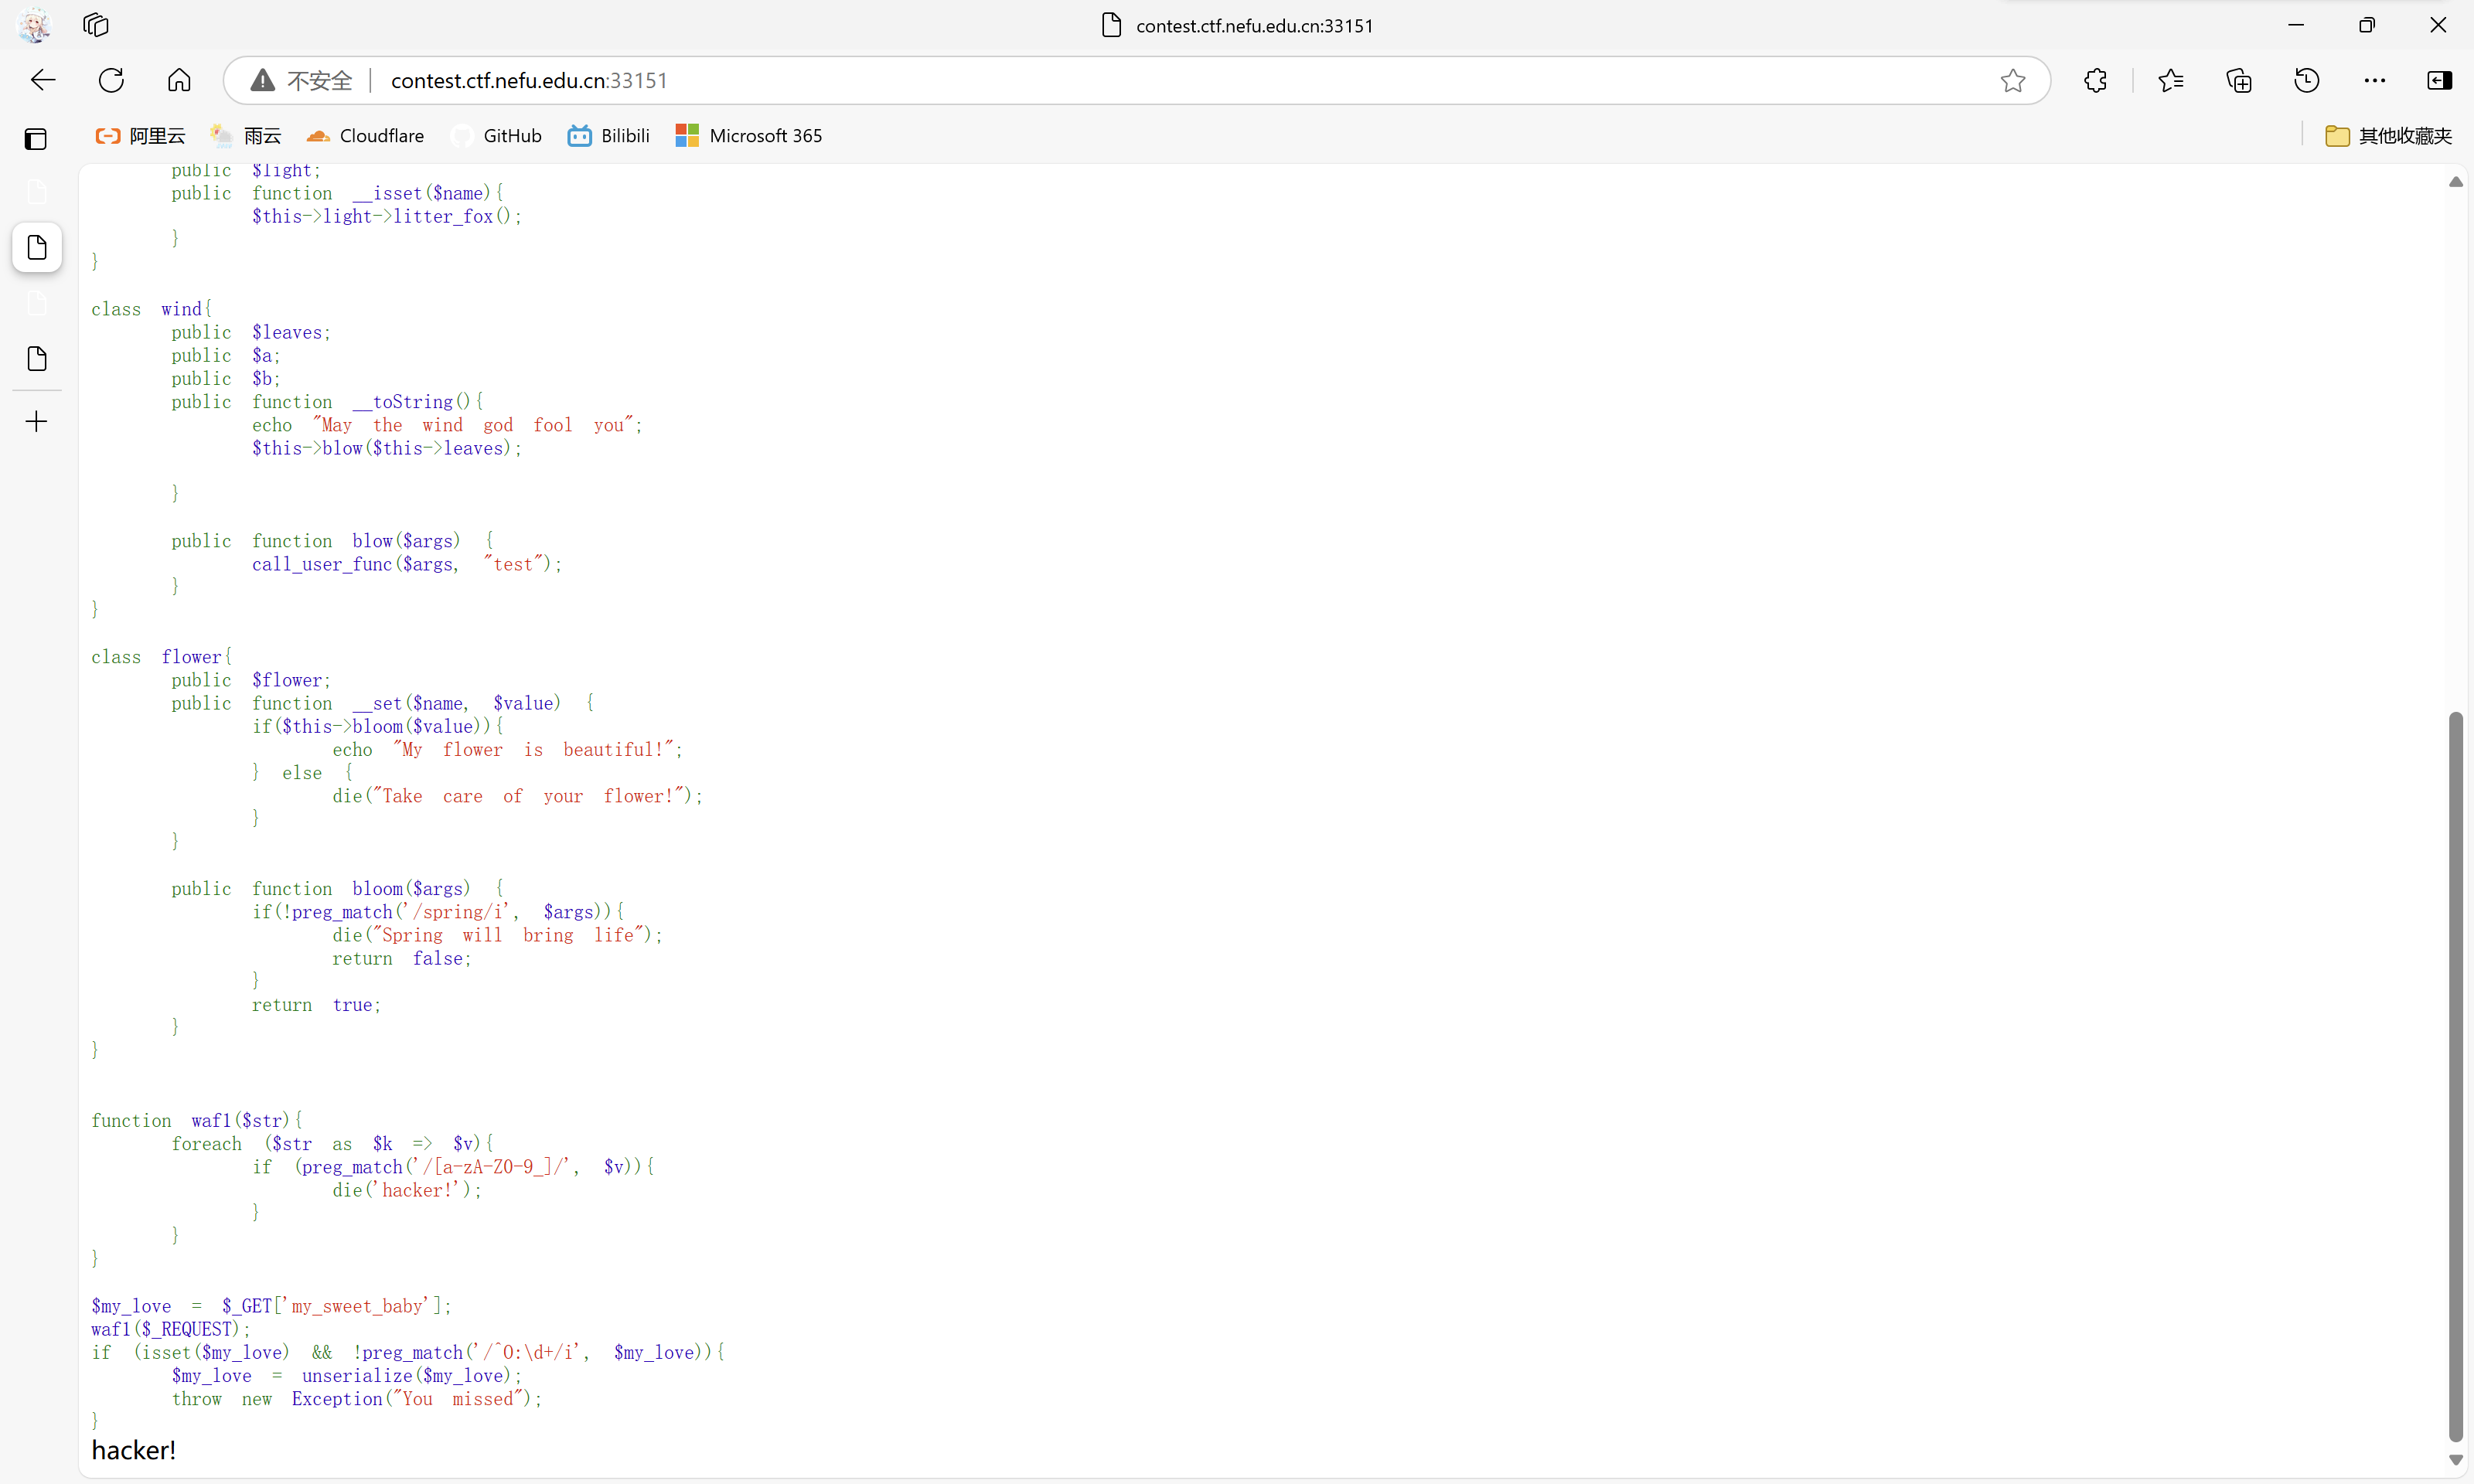 contest.ctf.nefu.edu.cn:33151
不安全 contest.ctf.nefu.edu.cn:33151
阿里云 雨云 Cloudflare GitHub Bilibili Microsoft 365 其他收藏夹
public $light;
public function __isset($name){
$this->light->litter_fox();
}
}
class wind{
public $leaves;
public $a;
public $b;
public function __toString(){
echo "May the wind god fool you";
$this->blow($this->leaves);
}
public function blow($args) {
call_user_func($args, "test");
}
}
class flower{
public $flower;
public function __set($name, $value) {
if($this->bloom($value)){
echo "My flower is beautiful!";
} else {
die("Take care of your flower!");
}
}
public function bloom($args) {
if(!preg_match('/spring/i', $args)){
die("Spring will bring life");
return false;
}
return true;
}
}
function waf1($str){
foreach ($str as $k => $v){
if (preg_match('/[a-zA-Z0-9_]/', $v)){
die('hacker!');
}
}
}
$my_love = $_GET['my_sweet_baby'];
waf1($_REQUEST);
if (isset($my_love) && !preg_match('/^O:\d+/i', $my_love)){
$my_love = unserialize($my_love);
throw new Exception("You missed");
}
hacker!